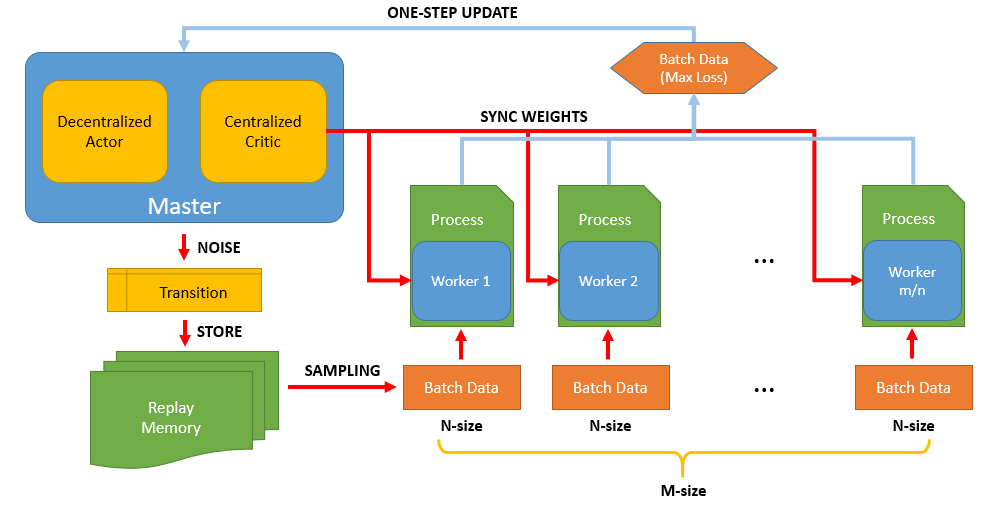 ONE-STEP UPDATE
Batch Data
(Max Loss)
Decentralized
Actor
Centralized
Critic
Master
SYNC WEIGHTS
Process
Worker 1
Process
Worker 2
...
Process
Worker
m/n
NOISE
Transition
STORE
Replay
Memory
SAMPLING
Batch Data
Batch Data
...
Batch Data
N-size
N-size
N-size
M-size